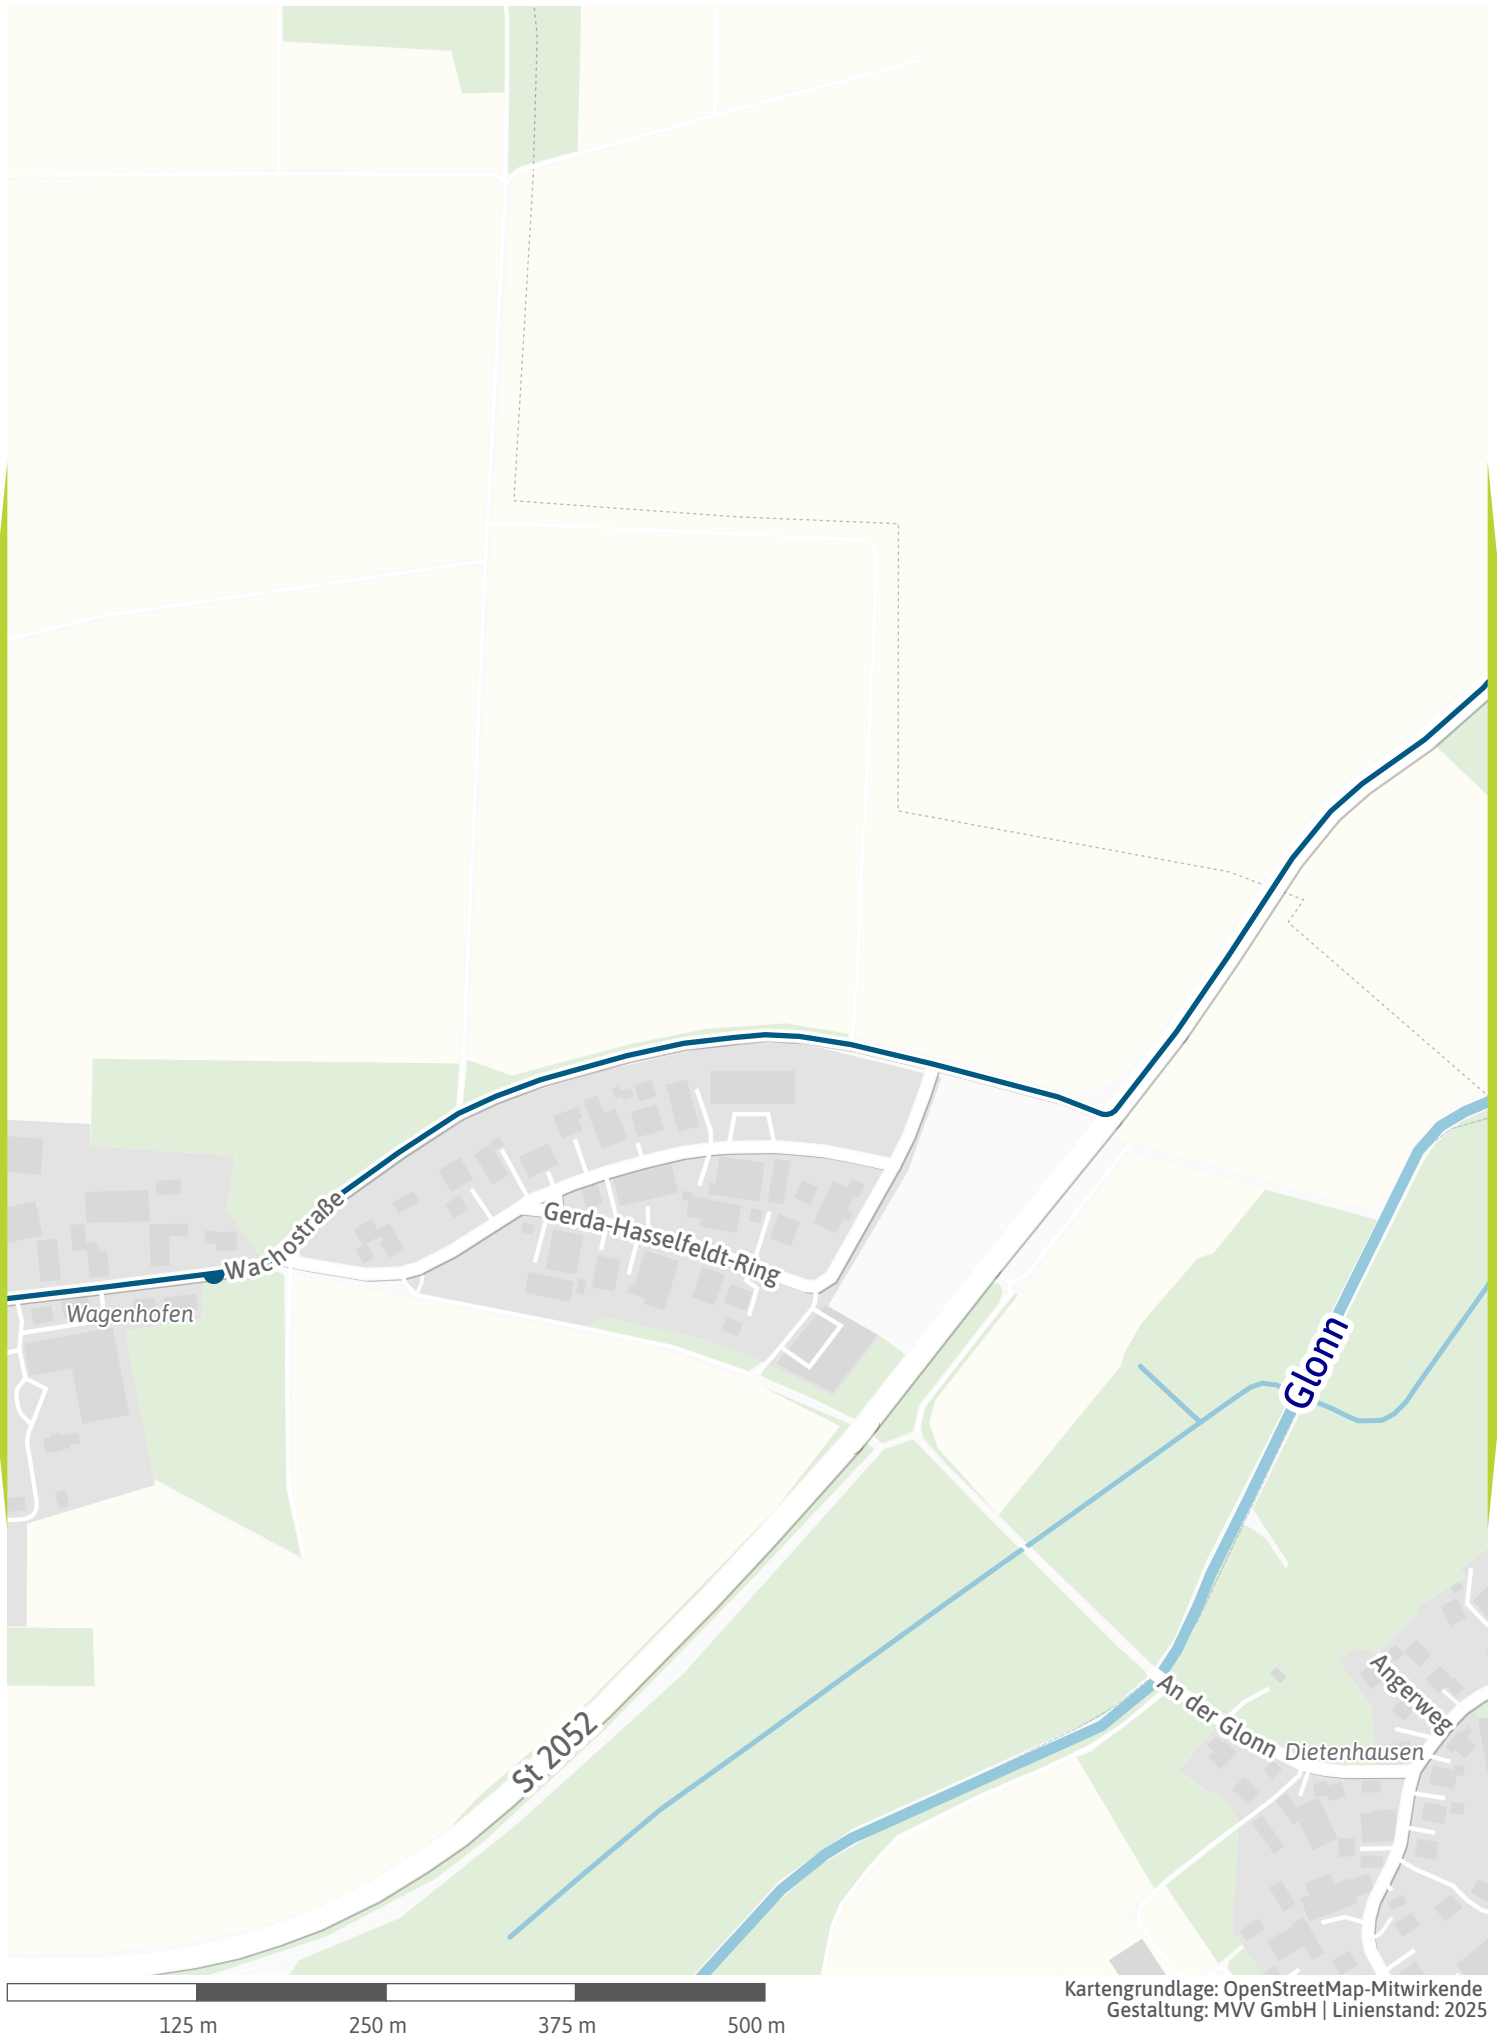 Wachostraße
Gerda-Hasselfeldt-Ring
Wagenhofen
Glonn
St 2052
An der Glonn
Angerweg
Dietenhausen
125 m
250 m
375 m
500 m
Kartengrundlage: OpenStreetMap-Mitwirkende
Gestaltung: MVV GmbH | Linienstand: 2025